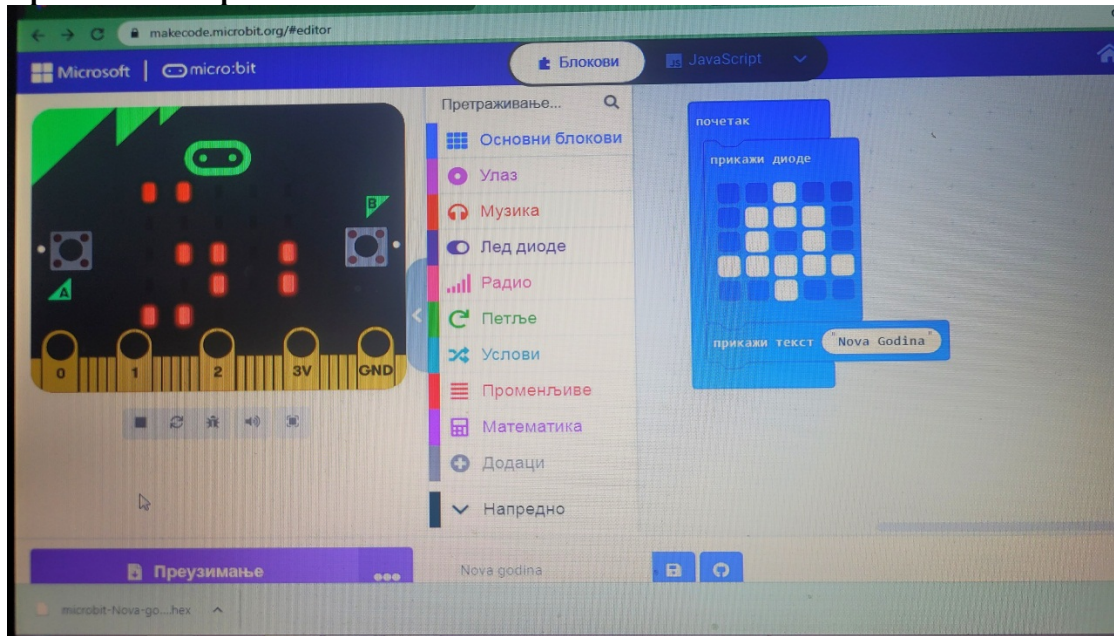 makecode.microbit.org/#editor
Microsoft | micro:bit
Блокови
JS JavaScript
Претраживање...
Основни блокови
Улаз
Музика
Лед диоде
Радио
Петље
Услови
Променљиве
Математика
Додаци
Напредно
A
B
0 1 2 3V GND
почетак
прикажи диоде
прикажи текст "Nova Godina"
Преузимање
Nova godina
microbit-Nova-go....hex